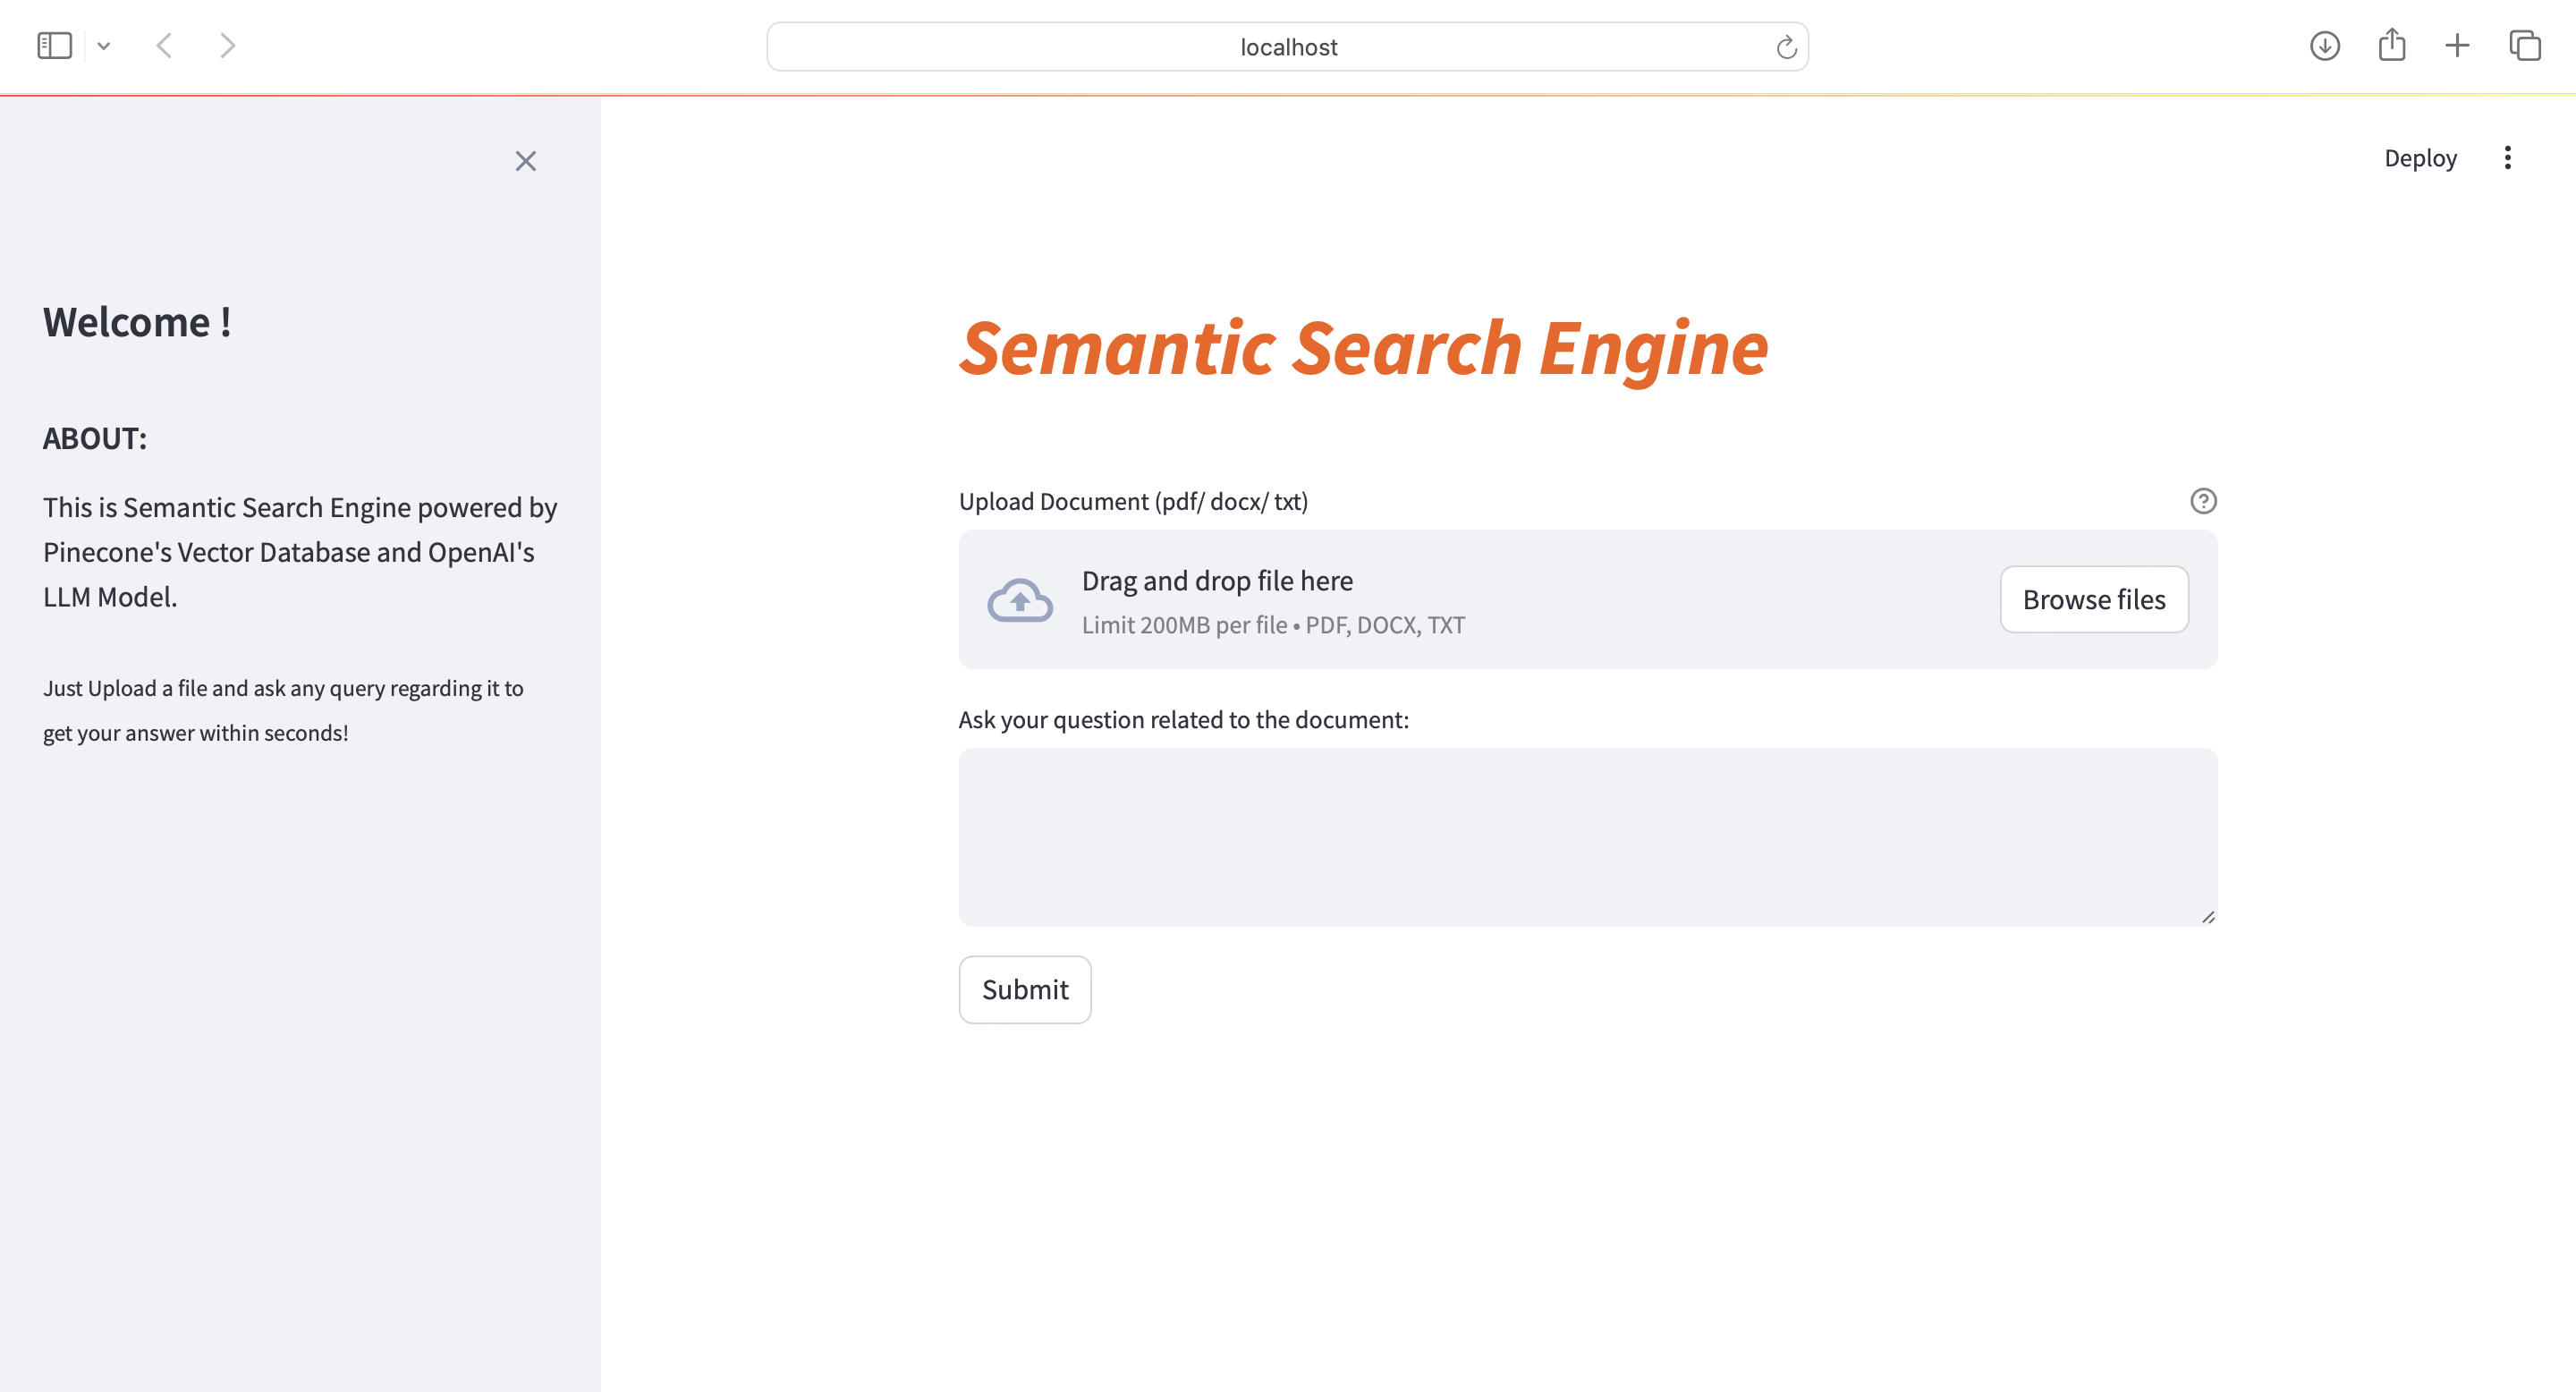 localhost
Deploy
Welcome !
ABOUT:
This is Semantic Search Engine powered by
Pinecone's Vector Database and OpenAI's
LLM Model.
Just Upload a file and ask any query regarding it to
get your answer within seconds!
Semantic Search Engine
Upload Document (pdf/ docx/ txt)
Drag and drop file here
Limit 200MB per file • PDF, DOCX, TXT
Browse files
Ask your question related to the document:
Submit